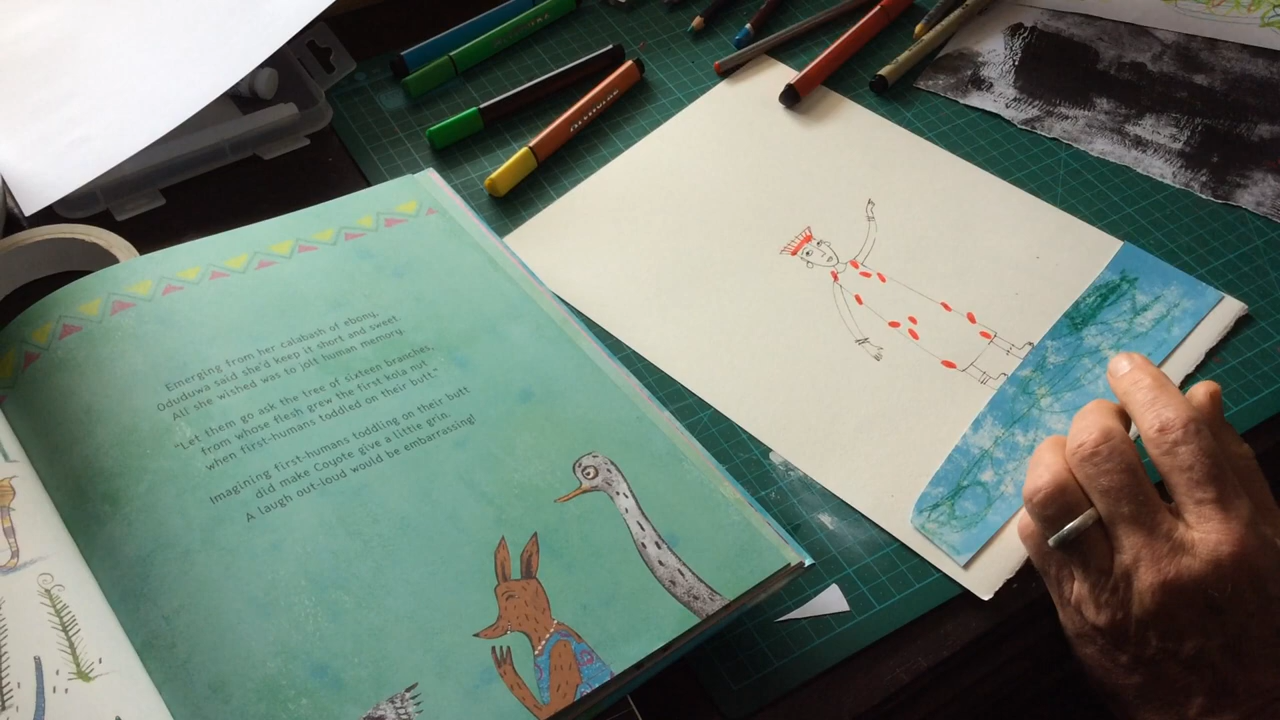 Emerging from her calabash of ebony,
Oduduwa said she'd keep it short and sweet.
All she wished was to jolt human memory.
"Let them go ask the tree of sixteen branches,
from whose flesh grew the first kola nut
when first-humans toddled on their butt."
Imagining first-humans toddling on their butt
did make Coyote give a little grin.
A laugh out-loud would be embarrassing!